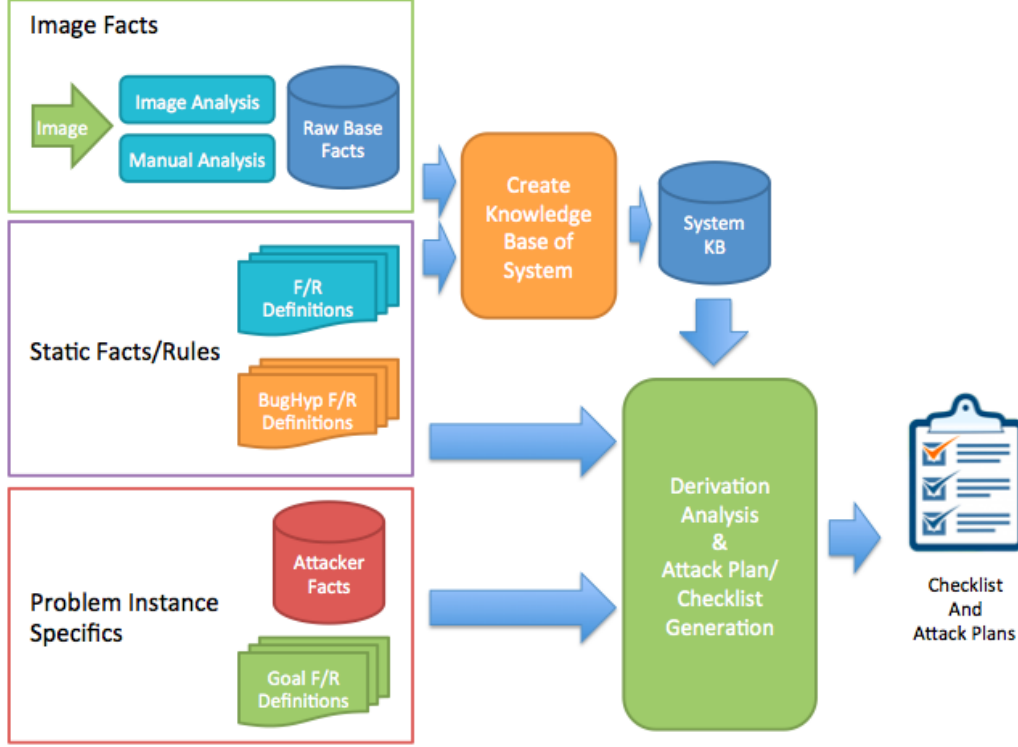 Image Facts
Image
Image Analysis
Manual Analysis
Raw Base
Facts
Create
Knowledge
Base of
System
System
KB
Static Facts/Rules
F/R
Definitions
BugHyp F/R
Definitions
Problem Instance
Specifics
Attacker
Facts
Goal F/R
Definitions
Derivation
Analysis
&
Attack Plan/
Checklist
Generation
Checklist
And
Attack Plans